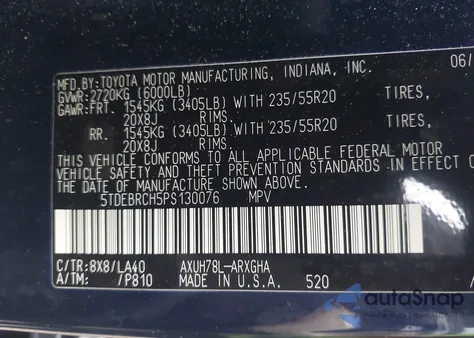 MFD.BY:TOYOTA MOTOR MANUFACTURING, INDIANA, INC. 06/
GVWR:2720KG (6000LB)
GAWR:FRT. 1545KG (3405LB) WITH 235/55R20 TIRES,
20X8J RIMS.
RR. 1545KG (3405LB) WITH 235/55R20 TIRES,
20X8J RIMS.
THIS VEHICLE CONFORMS TO ALL APPLICABLE FEDERAL MOTOR
VEHICLE SAFETY AND THEFT PREVENTION STANDARDS IN EFFECT O
THE DATE OF MANUFACTURE SHOWN ABOVE.
5TDEBRCH5PS130076 MPV
C/TR:8X8/LA40 AXUH78L-ARXGHA
A/TM: /P810 MADE IN U.S.A. 520
autoSnap